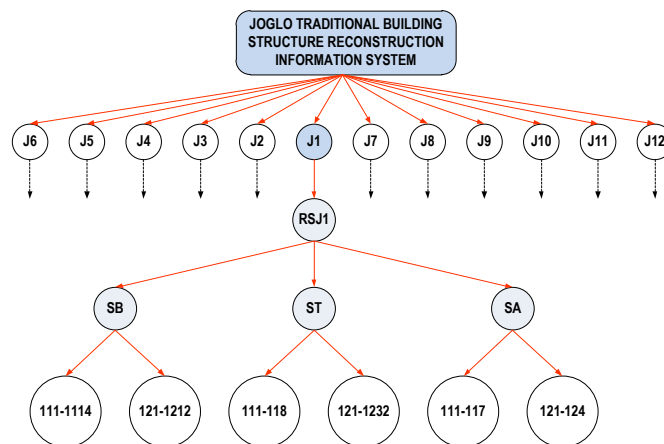 JOGLO TRADITIONAL BUILDING
STRUCTURE RECONSTRUCTION
INFORMATION SYSTEM
J6 J5 J4 J3 J2 J1 J7 J8 J9 J10 J11 J12
RSJ1
SB ST SA
111-1114 121-1212 111-118 121-1232 111-117 121-124